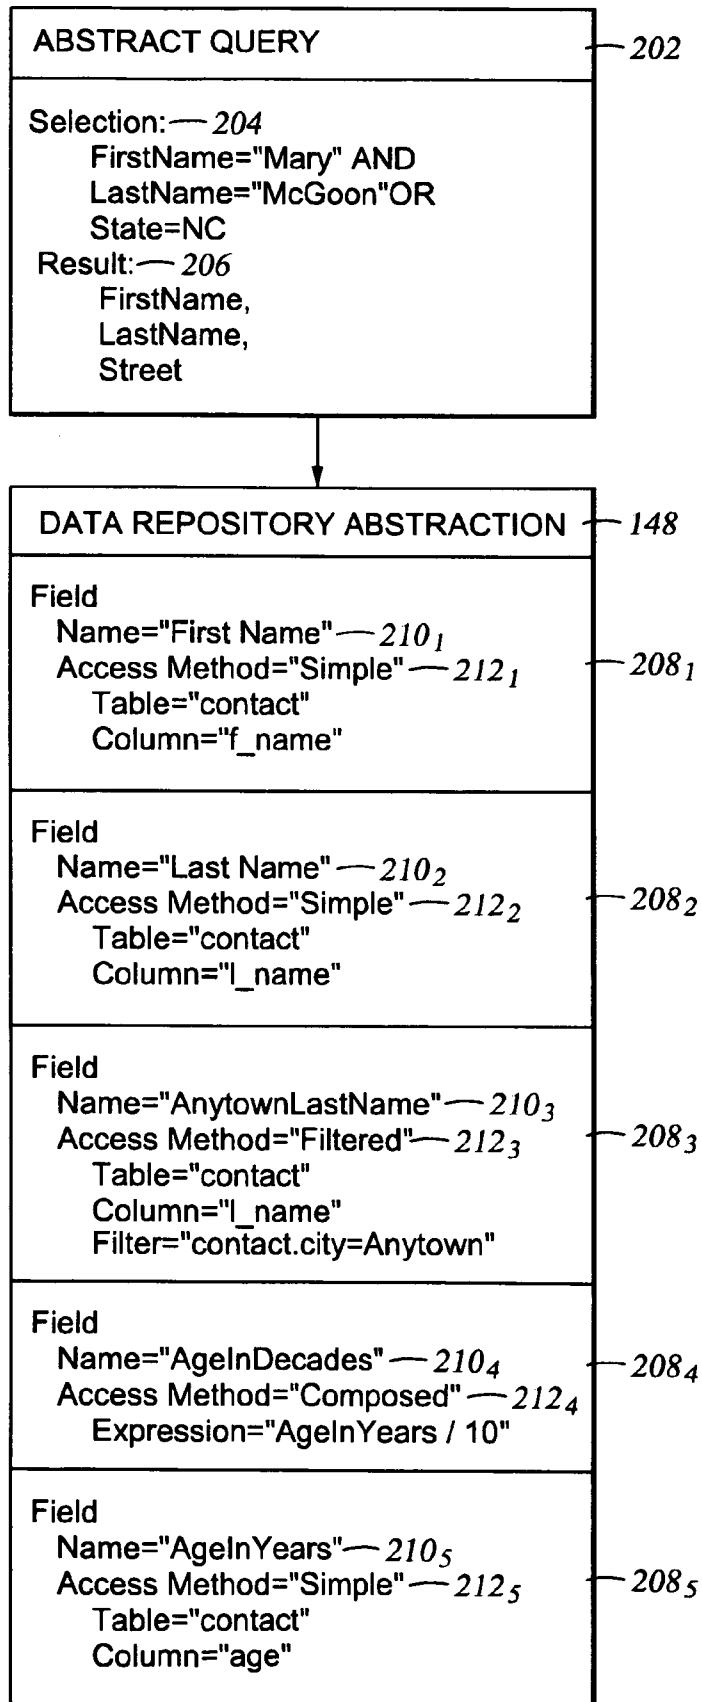 ABSTRACT QUERY 202
Selection: 204
FirstName="Mary" AND
LastName="McGoon"OR
State=NC
Result: 206
FirstName,
LastName,
Street
DATA REPOSITORY ABSTRACTION 148
Field
Name="First Name" 210₁
Access Method="Simple" 212₁ 208₁
Table="contact"
Column="f_name"
Field
Name="Last Name" 210₂
Access Method="Simple" 212₂ 208₂
Table="contact"
Column="l_name"
Field
Name="AnytownLastName" 210₃
Access Method="Filtered" 212₃ 208₃
Table="contact"
Column="l_name"
Filter="contact.city=Anytown"
Field
Name="AgeInDecades" 210₄ 208₄
Access Method="Composed" 212₄
Expression="AgeInYears / 10"
Field
Name="AgeInYears" 210₅
Access Method="Simple" 212₅ 208₅
Table="contact"
Column="age"